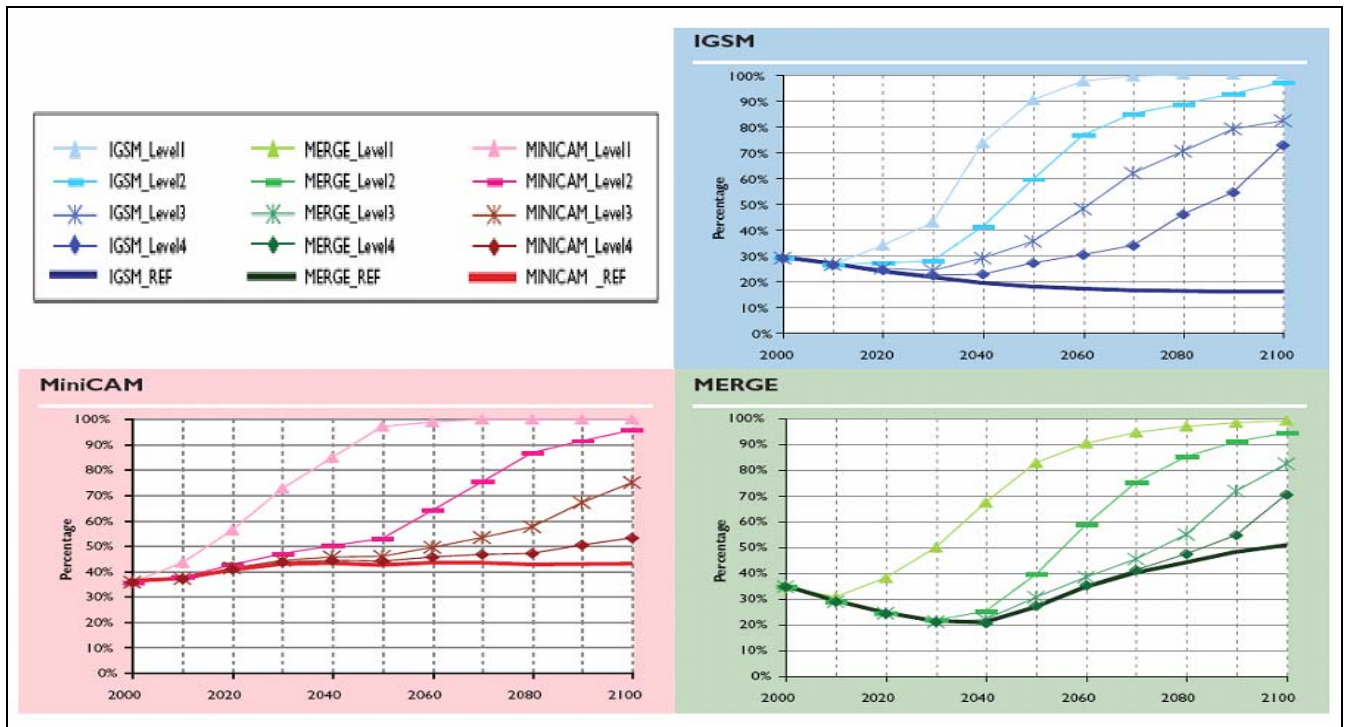 IGSM
Percentage
100%
90%
80%
70%
60%
50%
40%
30%
20%
10%
0%
2000 2020 2040 2060 2080 2100
IGSM_Level1 MERGE_Level1 MINICAM_Level1
IGSM_Level2 MERGE_Level2 MINICAM_Level2
IGSM_Level3 MERGE_Level3 MINICAM_Level3
IGSM_Level4 MERGE_Level4 MINICAM_Level4
IGSM_REF MERGE_REF MINICAM _REF
MiniCAM
Percentage
100%
90%
80%
70%
60%
50%
40%
30%
20%
10%
0%
2000 2020 2040 2060 2080 2100
MERGE
Percentage
100%
90%
80%
70%
60%
50%
40%
30%
20%
10%
0%
2000 2020 2040 2060 2080 2100